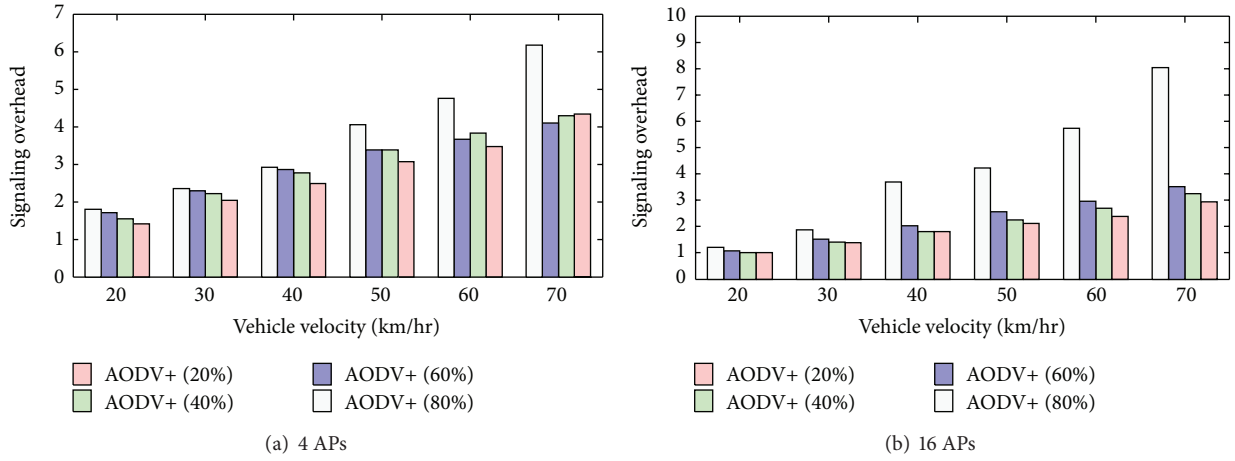 7
6
5
4
3
2
1
0
Signaling overhead
20 30 40 50 60 70
Vehicle velocity (km/hr)
AODV+ (20%) AODV+ (60%)
AODV+ (40%) AODV+ (80%)
(a) 4 APs
10
9
8
7
6
5
4
3
2
1
0
Signaling overhead
20 30 40 50 60 70
Vehicle velocity (km/hr)
AODV+ (20%) AODV+ (60%)
AODV+ (40%) AODV+ (80%)
(b) 16 APs